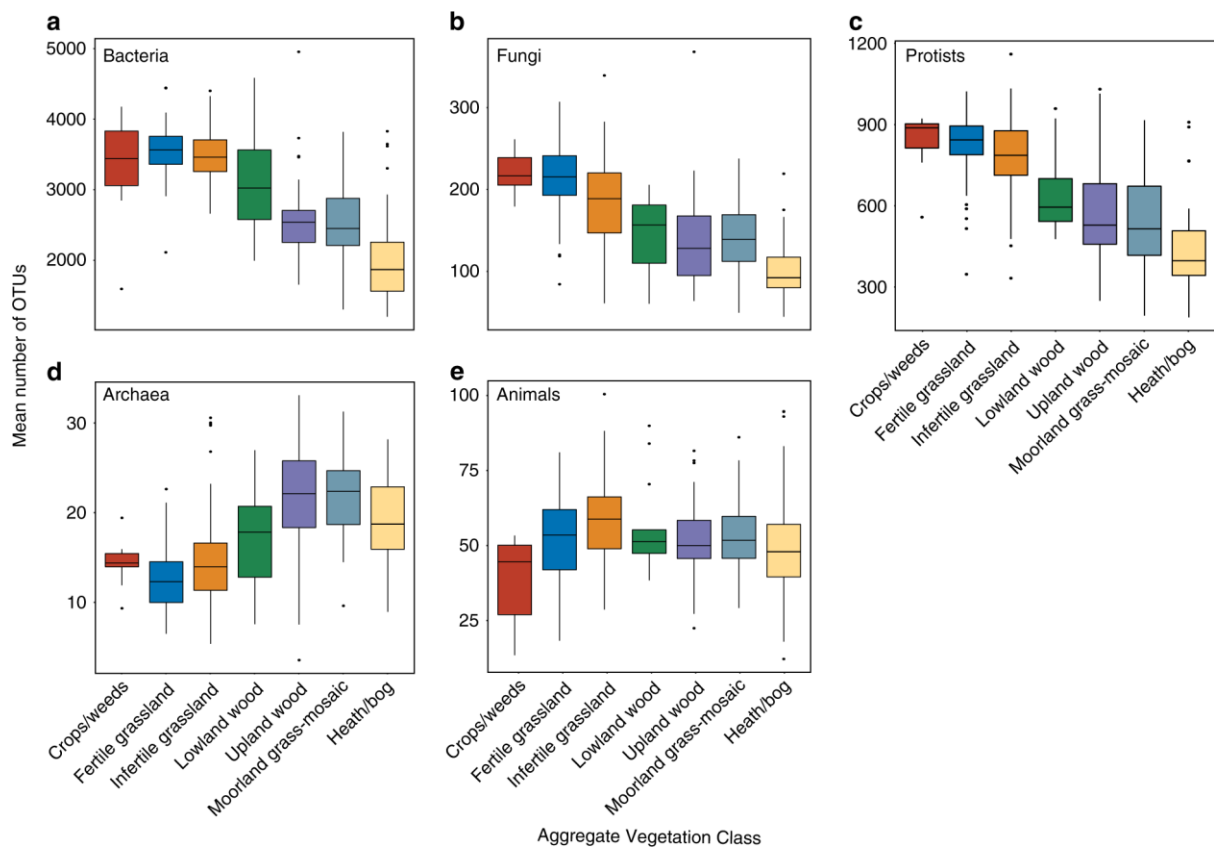 a
Bacteria
5000
4000
3000
2000
b
Fungi
300
200
100
c
Protists
1200
900
600
300
Crops/weeds
Fertile grassland
Infertile grassland
Lowland wood
Upland wood
Moorland grass-mosaic
Heath/bog
Mean number of OTUs
d
Archaea
30
20
10
Crops/weeds
Fertile grassland
Infertile grassland
Lowland wood
Upland wood
Moorland grass-mosaic
Heath/bog
e
Animals
100
75
50
25
Crops/weeds
Fertile grassland
Infertile grassland
Lowland wood
Upland wood
Moorland grass-mosaic
Heath/bog
Aggregate Vegetation Class